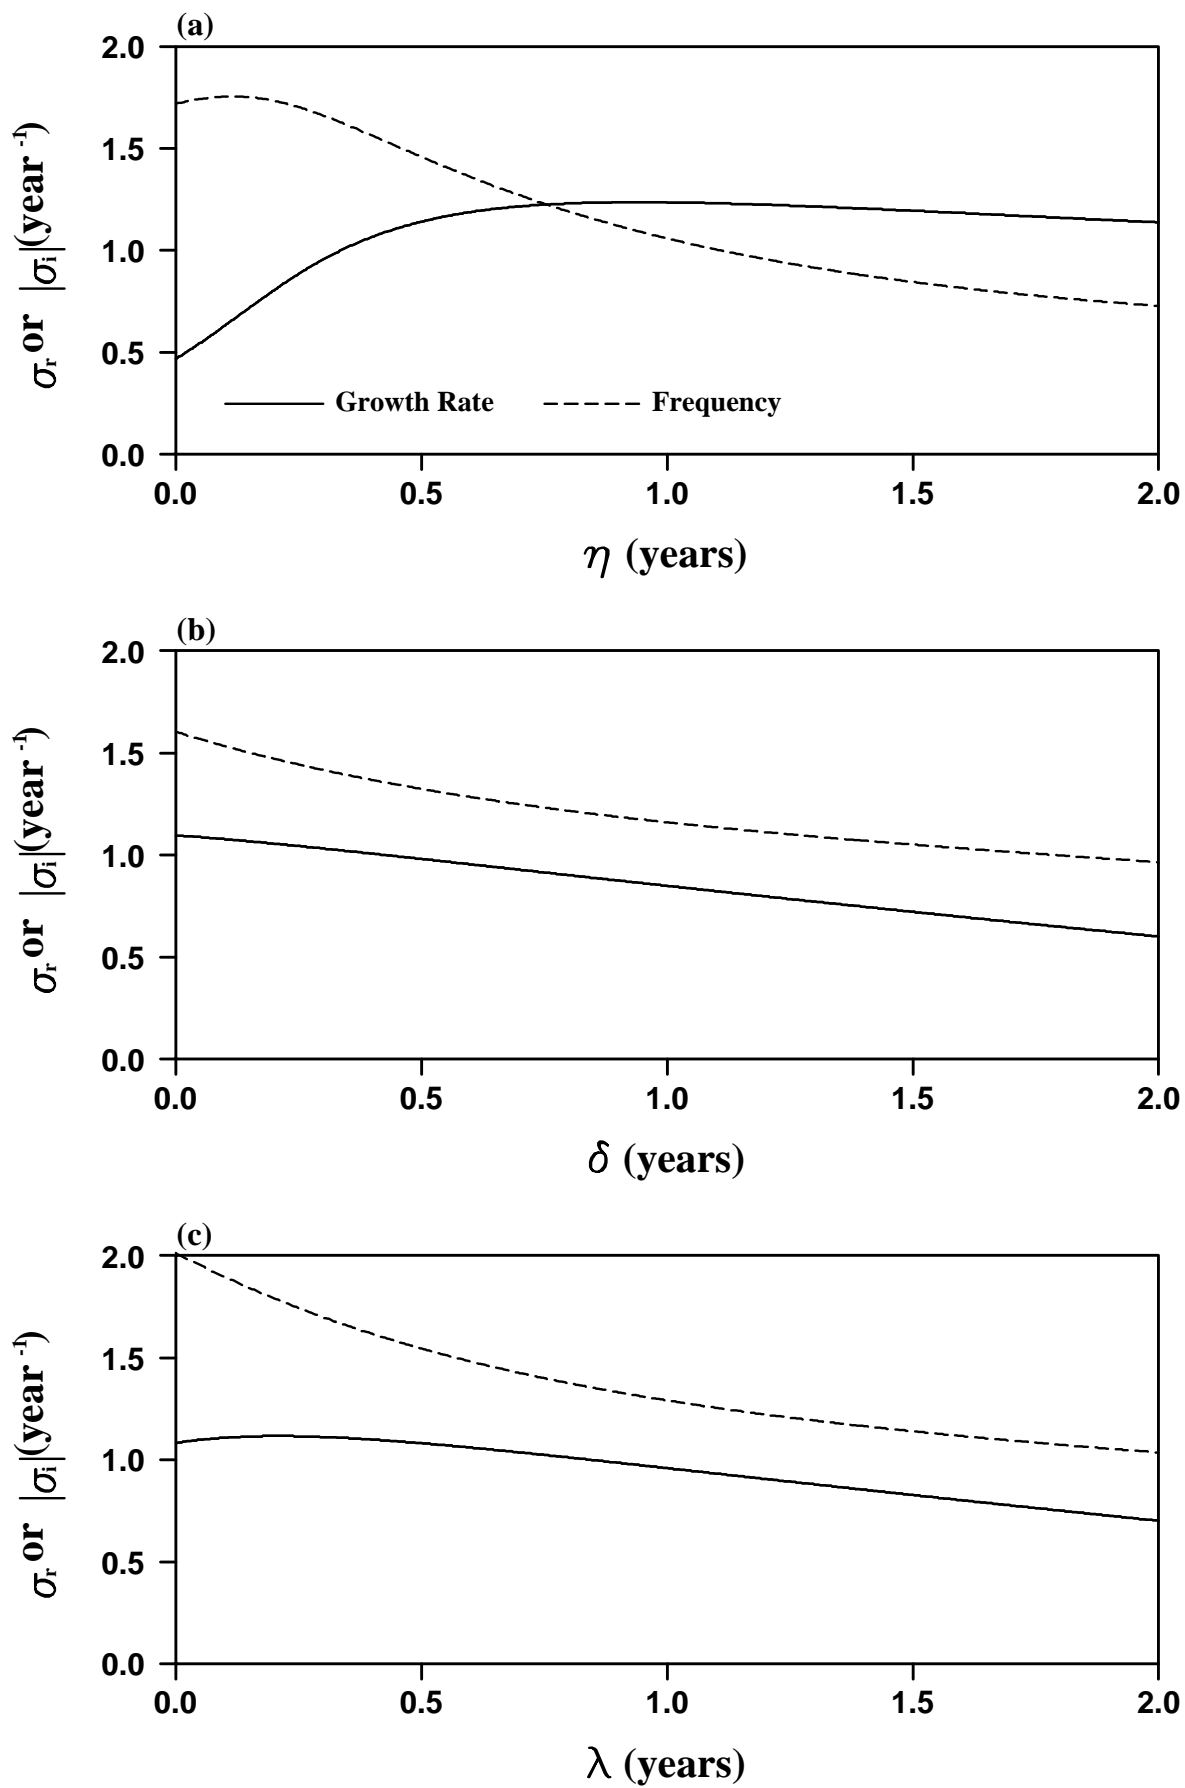 (a)
2.0
1.5
1.0
0.5
0.0
σr or |σi|(year -1)
Growth Rate
Frequency
0.0 0.5 1.0 1.5 2.0
η (years)
(b)
2.0
1.5
1.0
0.5
0.0
σr or |σi|(year -1)
0.0 0.5 1.0 1.5 2.0
δ (years)
(c)
2.0
1.5
1.0
0.5
0.0
σr or |σi|(year -1)
0.0 0.5 1.0 1.5 2.0
λ (years)